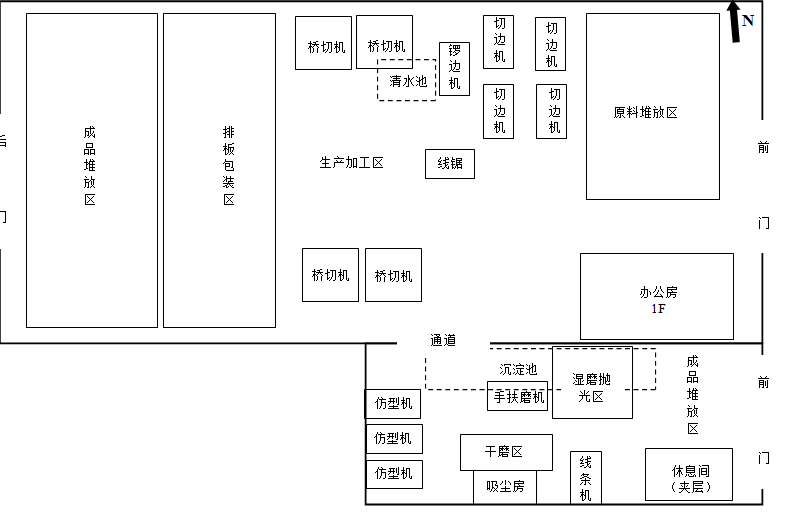 N
桥切机
桥切机
清水池
锣边机
切边机
切边机
切边机
切边机
原料堆放区
后门
成品堆放区
排板包装区
生产加工区
线锯
前门
桥切机
桥切机
办公房
1F
通道
沉淀池
手扶磨机
湿磨抛
光区
成品堆放区
前门
仿型机
仿型机
仿型机
干磨区
吸尘房
线条机
休息间
（夹层）